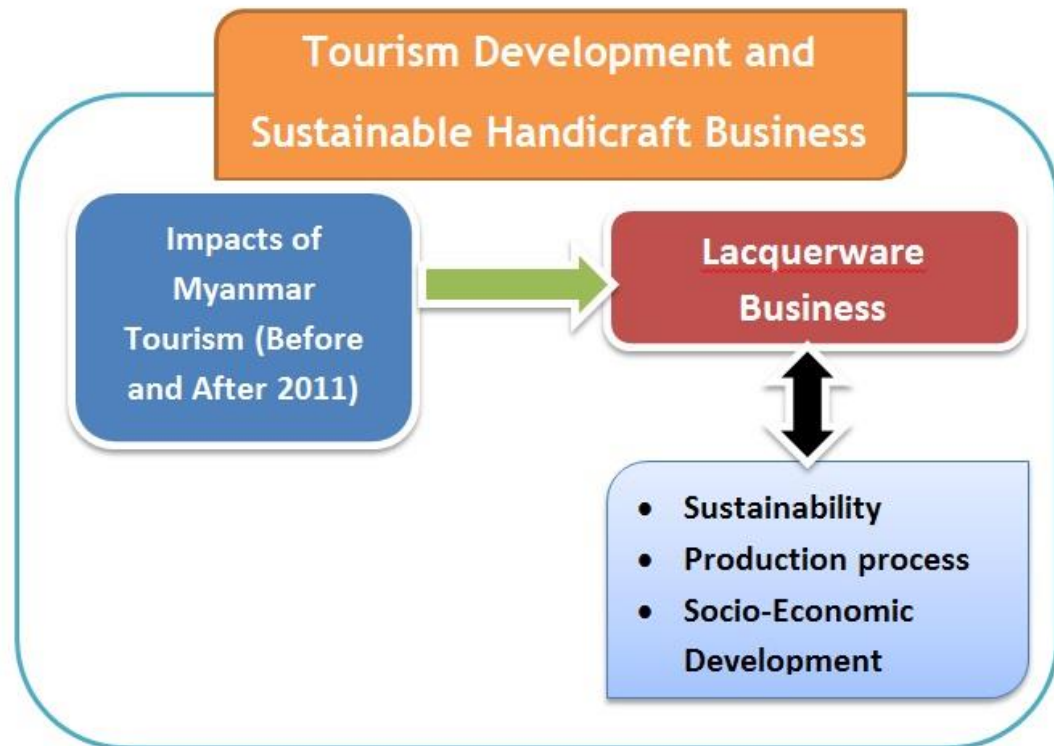 Tourism Development and
Sustainable Handicraft Business
Impacts of
Myanmar
Tourism (Before
and After 2011)
Lacquerware
Business
• Sustainability
• Production process
• Socio-Economic
Development